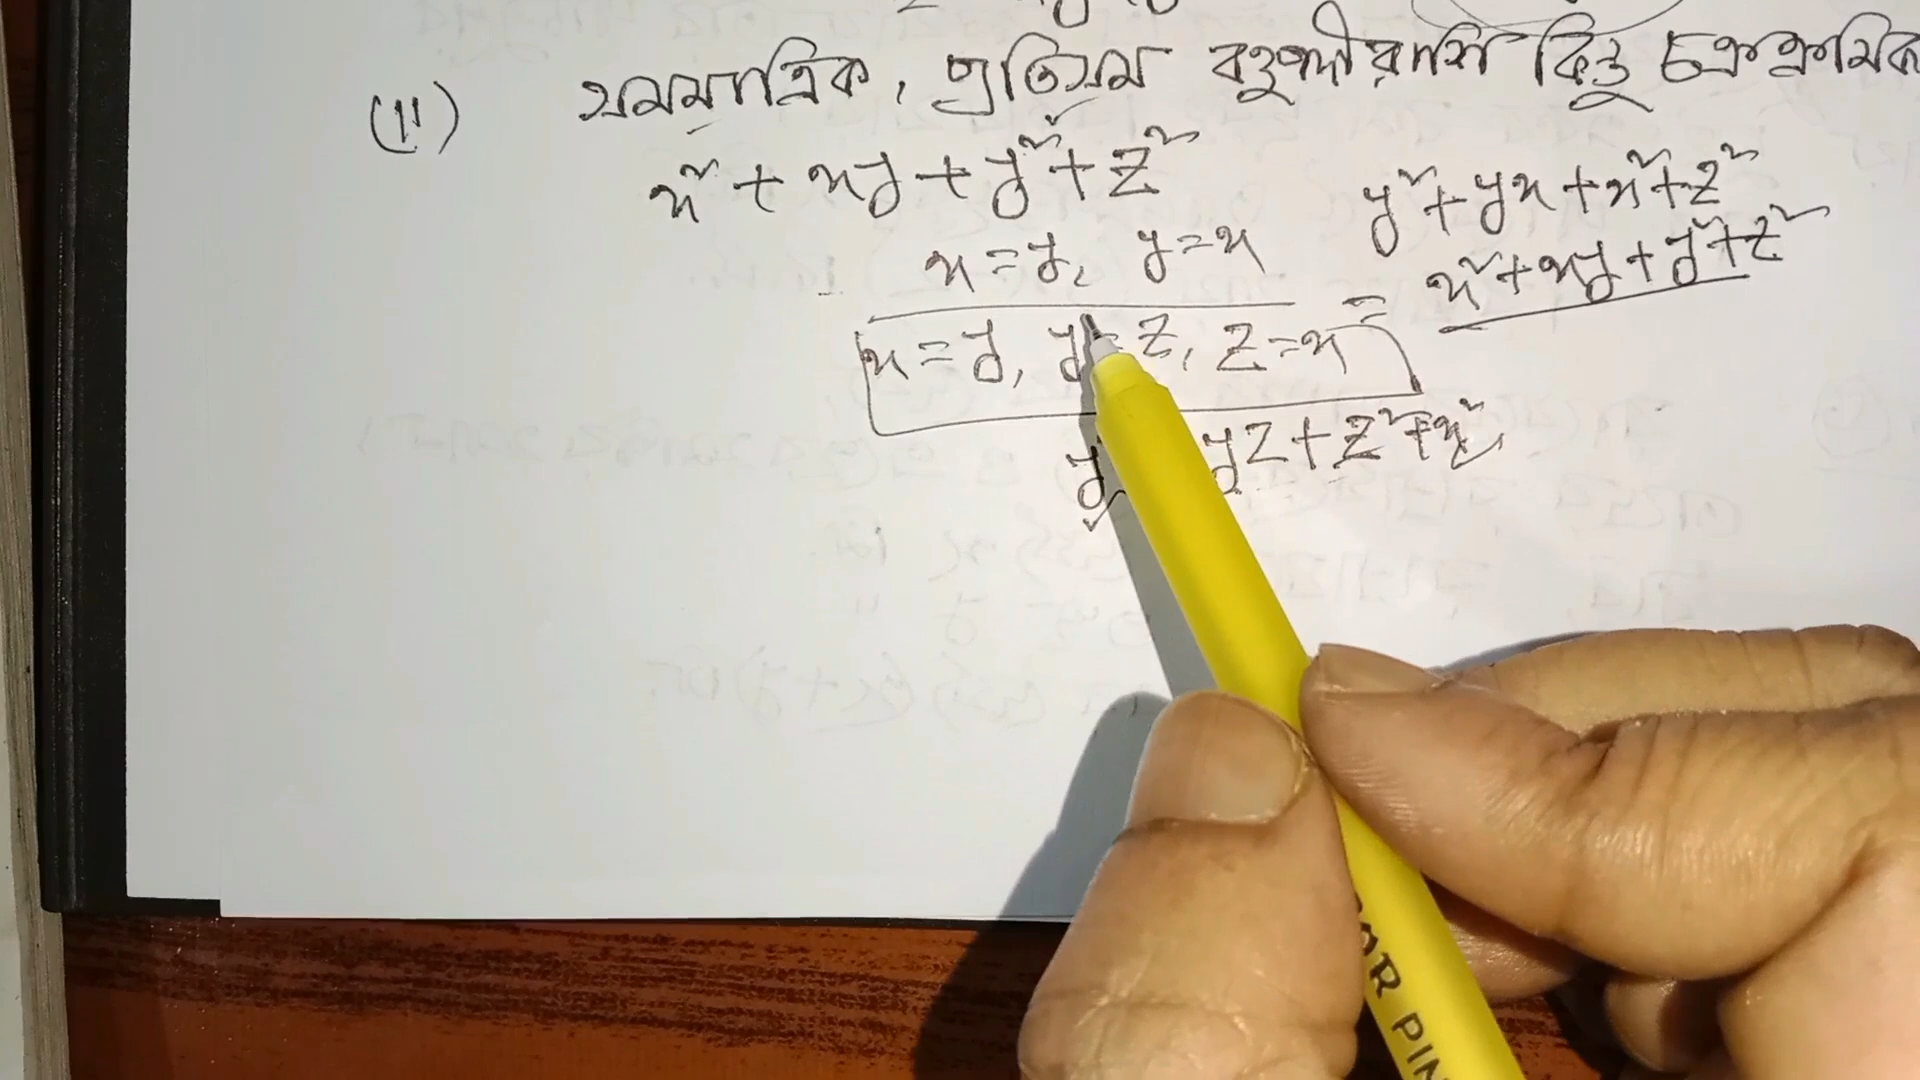 (11) সমমাত্রিক, প্রতিসম বহুপদী রাশি কিন্তু চক্রক্রমিক
x² + xy + y² + z²
y² + yx + x² + z²
x = y, y = x
= x² + xy + y² + z²
x = y, y = z, z = x
yz + z² + x²